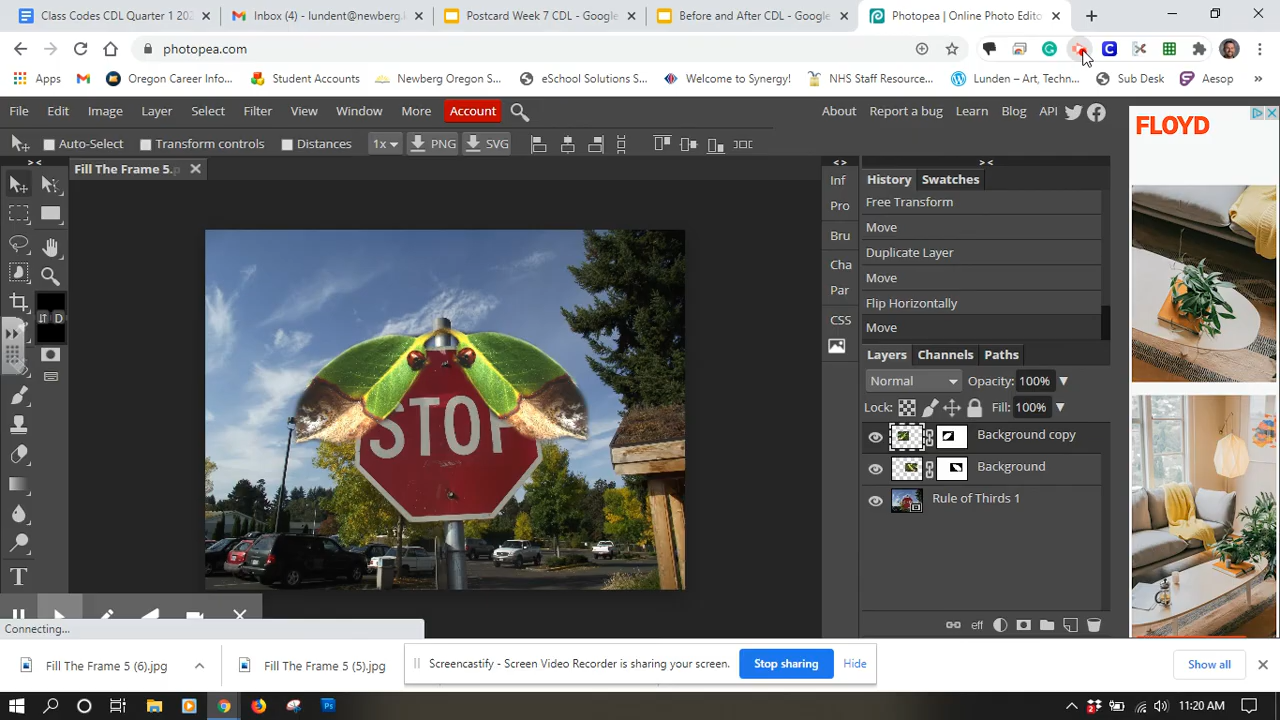 Class Codes CDL Quarter 1 202
Inbox (4) - lundent@newberg
Postcard Week 7 CDL - Google
Before and After CDL - Google
Photopea | Online Photo Edito
photopea.com
Apps
Oregon Career Info...
Student Accounts
Newberg Oregon S...
eSchool Solutions S...
Welcome to Synergy!
NHS Staff Resource...
Lunden – Art, Techn...
Sub Desk
Aesop
File Edit Image Layer Select Filter View Window More Account
About Report a bug Learn Blog API
Auto-Select Transform controls Distances 1x PNG SVG
Fill The Frame 5.p
FLOYD
History Swatches
Free Transform
Move
Duplicate Layer
Move
Flip Horizontally
Move
Inf
Pro
Bru
Cha
Par
CSS
Layers Channels Paths
Normal Opacity: 100%
Lock: Fill: 100%
Background copy
Background
Rule of Thirds 1
STOP
D
T
eff
Connecting...
Fill The Frame 5 (6).jpg
Fill The Frame 5 (5).jpg
Screencastify - Screen Video Recorder is sharing your screen.
Stop sharing
Hide
Show all
Ps
2
11:20 AM